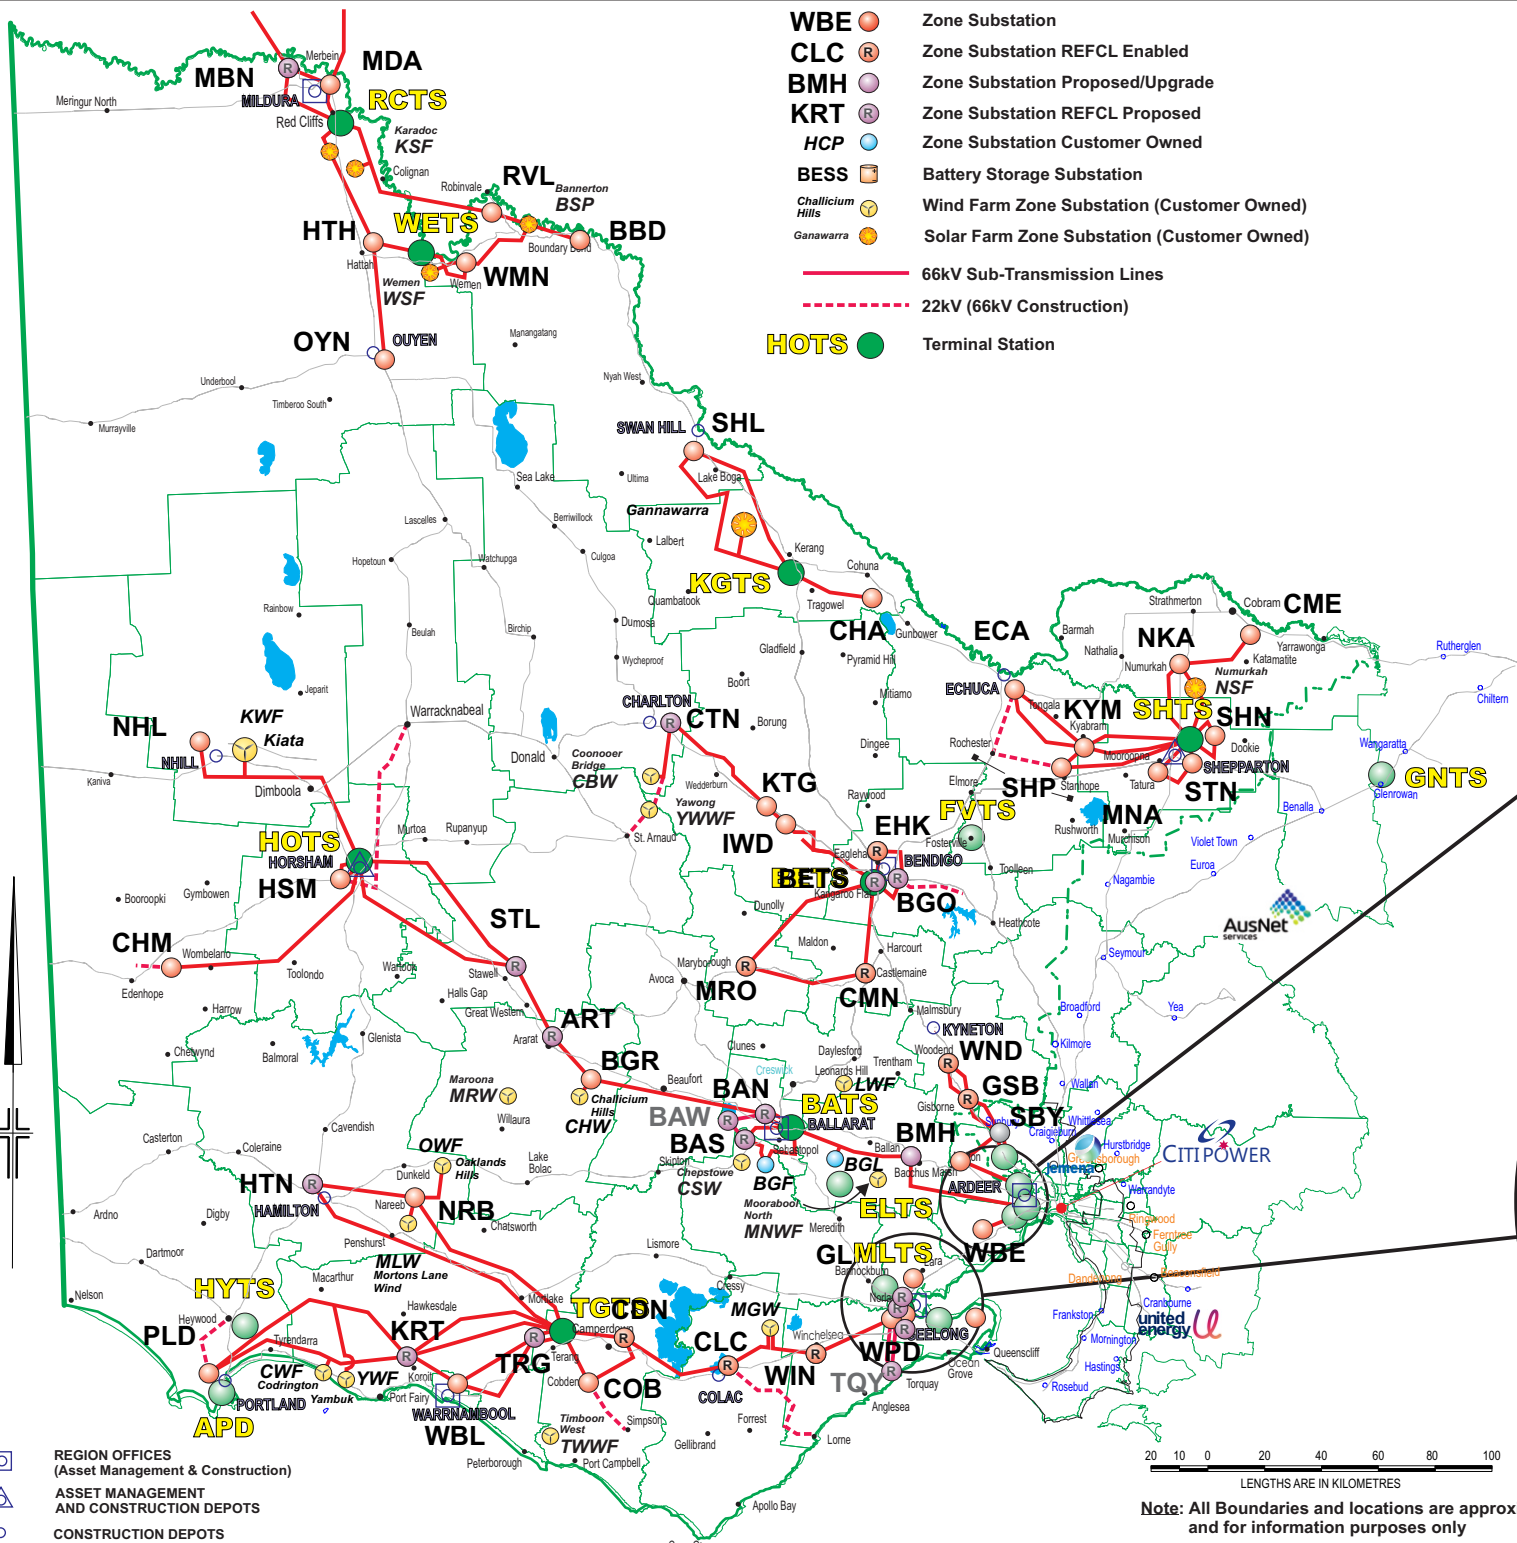 WBE Zone Substation
CLC R Zone Substation REFCL Enabled
BMH Zone Substation Proposed/Upgrade
KRT R Zone Substation REFCL Proposed
HCP Zone Substation Customer Owned
BESS Battery Storage Substation
Challicium
Hills
Wind Farm Zone Substation (Customer Owned)
Ganawarra Solar Farm Zone Substation (Customer Owned)
66kV Sub-Transmission Lines
22kV (66kV Construction)
HOTS Terminal Station
Merbein
MDA
MBN
MILDURA
RCTS
Meringur North
Red Cliffs
Karadoc
KSF
Colignan
Robinvale
RVL
Bannerton
BSP
WETS
HTH
BBD
Hattah
WMN
Wemen
Wemen
WSF
OYN
OUYEN
Manangatang
Underbool
Timberoo South
Nyah West
Murrayville
SWAN HILL
SHL
Sea Lake
Ultima
Lake Boga
Gannawarra
Lascelles
Berriwillock
Lalbert
Kerang
Hopetoun
Watchupga
Culgoa
Cohuna
KGTS
Quambatook
Tragowel
Rainbow
Dumosa
CHA
Gunbower
ECA
Beulah
Birchip
Gladfield
Pyramid Hill
Wycheproof
Boort
Mitiamo
Jeparit
Strathmerton
Cobram
CME
Barmah
NKA
Nathalia
Numurkah
Yarrawonga
Katamatite
Rutherglen
Numurkah
NSF
Chiltern
ECHUCA
Tongala
KYM
Kyabram
SHTS
SHN
Dookie
Wangaratta
Rochester
Mooroopna
SHEPPARTON
GNTS
Glenrowan
SHP
Stanhope
Tatura
STN
MNA
Benalla
Elmore
FVTS
Rushworth
Murchison
Violet Town
Euroa
Nagambie
CHARLTON
CTN
Borung
Warracknabeal
KWF
Kiata
NHL
NHILL
Kaniva
Dimboola
Donald
Coonooer
Bridge
CBW
Dingee
Wedderburn
KTG
Yawong
YWWF
Raywood
IWD
EHK
Fosterville
BENDIGO
Toolleen
St. Arnaud
Murtoa
Rupanyup
HOTS
HORSHAM
HSM
BETS
BGO
Heathcote
Dunolly
Booroopki
Gymbowen
STL
CHM
Wombelano
Edenhope
Toolondo
Wartook
Stawell
Halls Gap
Harrow
Great Western
Maldon
Harcourt
Maryborough
Castlemaine
Avoca
MRO
CMN
Malmsbury
AusNet
services
Seymour
Broadford
Yea
Kilmore
Glenista
Balmoral
Chetwynd
ART
Ararat
BGR
Clunes
Daylesford
KYNETON
Woodend
WND
Trentham
Creswick
Leonards Hill
LWF
GSB
Wallan
Beaufort
Maroona
MRW
Challicium
Hills
CHW
Willaura
BAN
BATS
BAW
BALLARAT
BAS
Gisborne
SBY
Sunbury
Whittlesea
Craigieburn
Hurstbridge
Greensborough
jemena
CITIPOWER
Casterton
Coleraine
Cavendish
OWF
Oaklands
Hills
Lake
Bolac
Skipton
Sebastopol
Chepstowe
CSW
BGF
BGL
Ballan
BMH
Bacchus Marsh
ARDEER
Warrandyte
Ringwood
Ferntree
Gully
HTN
HAMILTON
Dunkeld
Nareeb
NRB
Chatsworth
Moorabool
North
MNWF
Meredith
ELTS
WBE
Ardno
Digby
Penshurst
MLW
Mortons Lane
Wind
Lismore
GL
MLTS
Bannockburn
Lara
Dandenong
Beaconsfield
Cranbourne
Dartmoor
Macarthur
Nelson
HYTS
Heywood
Hawkesdale
Mortlake
TGTS
CDN
Camperdown
Cressy
MGW
Winchelsea
GEELONG
Frankston
united
energy
Mornington
Hastings
Rosebud
PLD
Tyrendarra
KRT
Koroit
TRG
Terang
CLC
WIN
WPD
Ocean
Grove
Queenscliff
CWF
Codrington
YWF
Yambuk
Port Fairy
WARRNAMBOOL
WBL
Cobden
COB
COLAC
TQY
Torquay
Anglesea
PORTLAND
APD
Timboon
West
TWWF
Simpson
Forrest
Gellibrand
Lorne
Peterborough
Port Campbell
Apollo Bay
REGION OFFICES
(Asset Management & Construction)
ASSET MANAGEMENT
AND CONSTRUCTION DEPOTS
CONSTRUCTION DEPOTS
20 10 0 20 40 60 80 100
LENGTHS ARE IN KILOMETRES
Note: All Boundaries and locations are approx
and for information purposes only